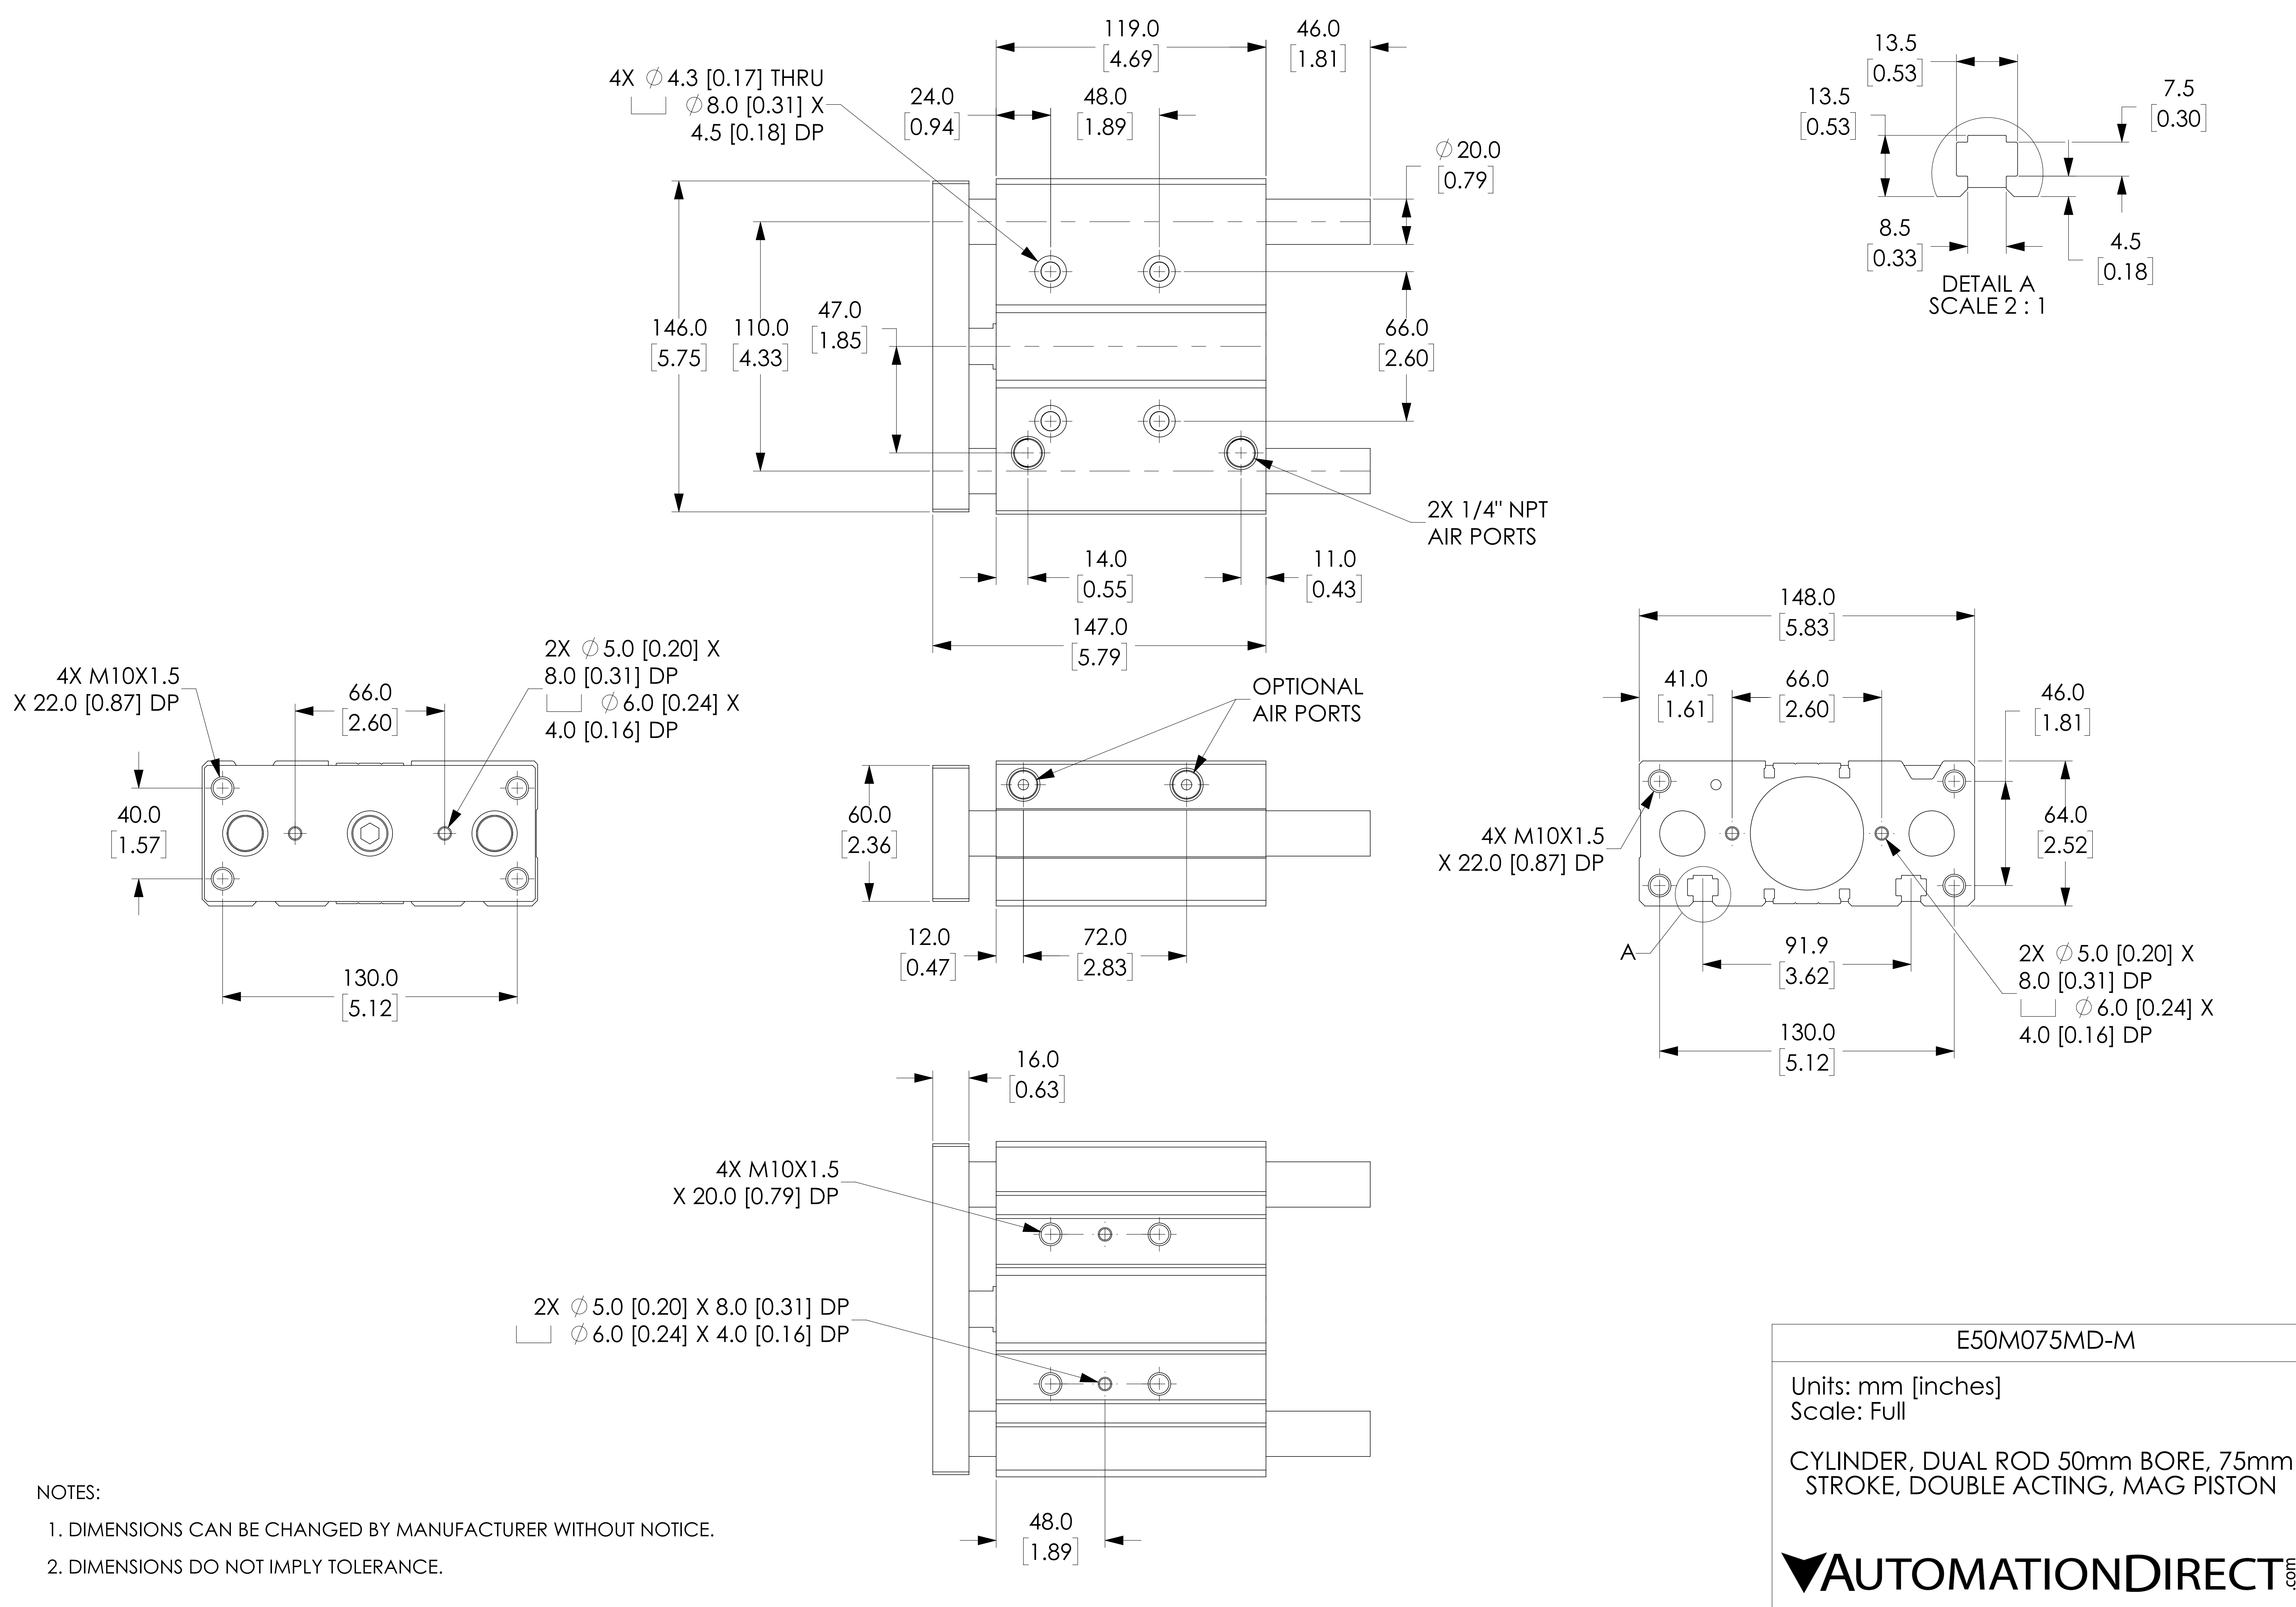 119.0
[4.69]
46.0
[1.81]
4X ∅ 4.3 [0.17] THRU
⌴ ∅ 8.0 [0.31] X
4.5 [0.18] DP
24.0
[0.94]
48.0
[1.89]
∅ 20.0
[0.79]
146.0
[5.75]
110.0
[4.33]
47.0
[1.85]
66.0
[2.60]
2X 1/4" NPT
AIR PORTS
14.0
[0.55]
11.0
[0.43]
147.0
[5.79]
13.5
[0.53]
13.5
[0.53]
7.5
[0.30]
8.5
[0.33]
4.5
[0.18]
DETAIL A
SCALE 2 : 1
4X M10X1.5
X 22.0 [0.87] DP
66.0
[2.60]
2X ∅ 5.0 [0.20] X
8.0 [0.31] DP
⌴ ∅ 6.0 [0.24] X
4.0 [0.16] DP
40.0
[1.57]
130.0
[5.12]
OPTIONAL
AIR PORTS
60.0
[2.36]
12.0
[0.47]
72.0
[2.83]
148.0
[5.83]
41.0
[1.61]
66.0
[2.60]
46.0
[1.81]
4X M10X1.5
X 22.0 [0.87] DP
64.0
[2.52]
A
91.9
[3.62]
2X ∅ 5.0 [0.20] X
8.0 [0.31] DP
⌴ ∅ 6.0 [0.24] X
4.0 [0.16] DP
130.0
[5.12]
16.0
[0.63]
4X M10X1.5
X 20.0 [0.79] DP
2X ∅ 5.0 [0.20] X 8.0 [0.31] DP
⌴ ∅ 6.0 [0.24] X 4.0 [0.16] DP
48.0
[1.89]
NOTES:
1. DIMENSIONS CAN BE CHANGED BY MANUFACTURER WITHOUT NOTICE.
2. DIMENSIONS DO NOT IMPLY TOLERANCE.
E50M075MD-M
Units: mm [inches]
Scale: Full
CYLINDER, DUAL ROD 50mm BORE, 75mm
STROKE, DOUBLE ACTING, MAG PISTON
AUTOMATIONDIRECT.com